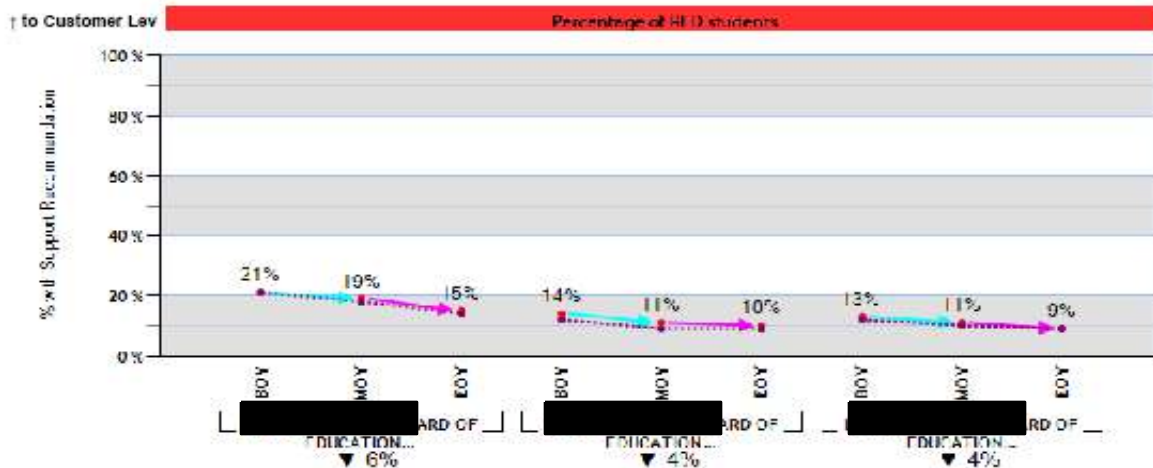 ↑ to Customer Lev
Percentage of RED students
% with Support Recommendation
100 %
80 %
60 %
40 %
20 %
0 %
21%
19%
15%
14%
11%
10%
13%
11%
9%
BOY
MOY
EOY
BOY
MOY
EOY
BOY
MOY
EOY
ARD OF
EDUCATION...
▼ 6%
ARD OF
EDUCATION...
▼ 4%
ARD OF
EDUCATION...
▼ 4%